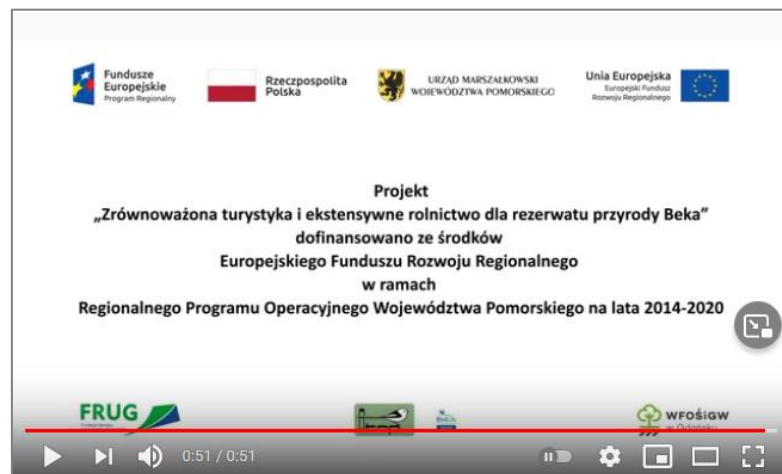 Fundusze
Europejskie
Program Regionalny
Rzeczpospolita
Polska
URZĄD MARSZAŁKOWSKI
WOJEWÓDZTWA POMORSKIEGO
Unia Europejska
Europejski Fundusz
Rozwoju Regionalnego
Projekt
„Zrównoważona turystyka i ekstensywne rolnictwo dla rezerwatu przyrody Beka”
dofinansowano ze środków
Europejskiego Funduszu Rozwoju Regionalnego
w ramach
Regionalnego Programu Operacyjnego Województwa Pomorskiego na lata 2014-2020
FRUG
WFOŚiGW
w Gdańsku
0:51 / 0:51